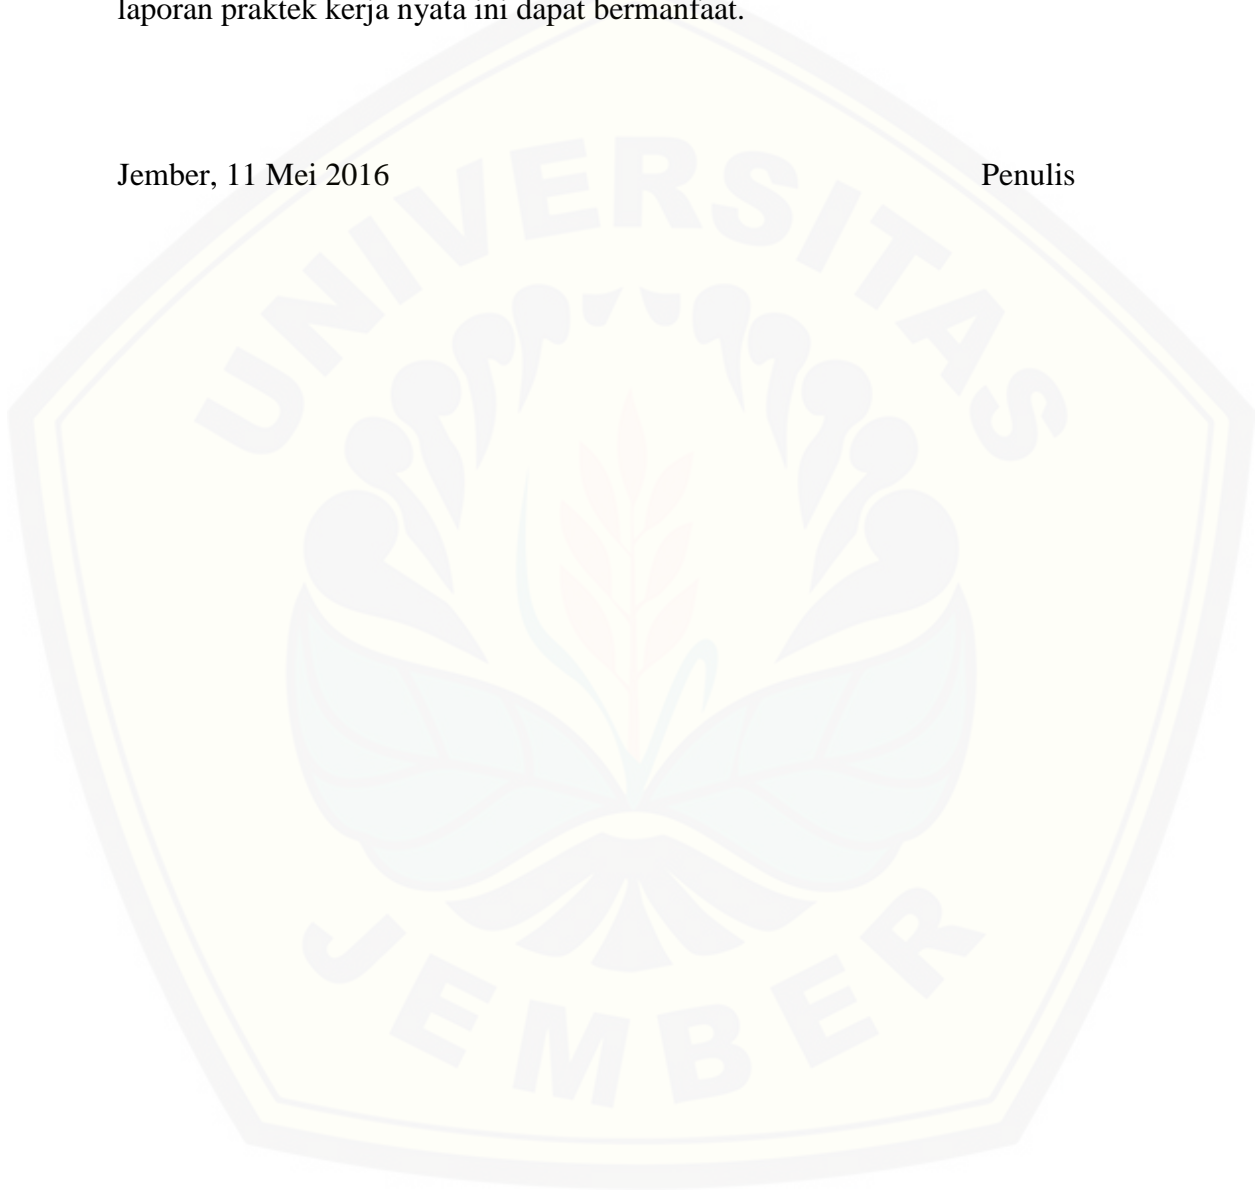 laporan praktek kerja nyata ini dapat bermanfaat.
Jember, 11 Mei 2016 Penulis
UNIVERSITAS
JEMBER